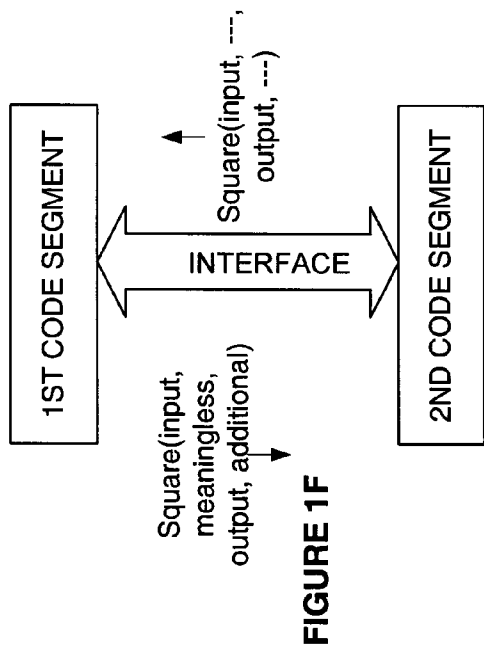 1ST CODE SEGMENT
Square(input,
meaningless,
output, additional)
INTERFACE
Square(input, ---,
output, ---)
2ND CODE SEGMENT
FIGURE 1F